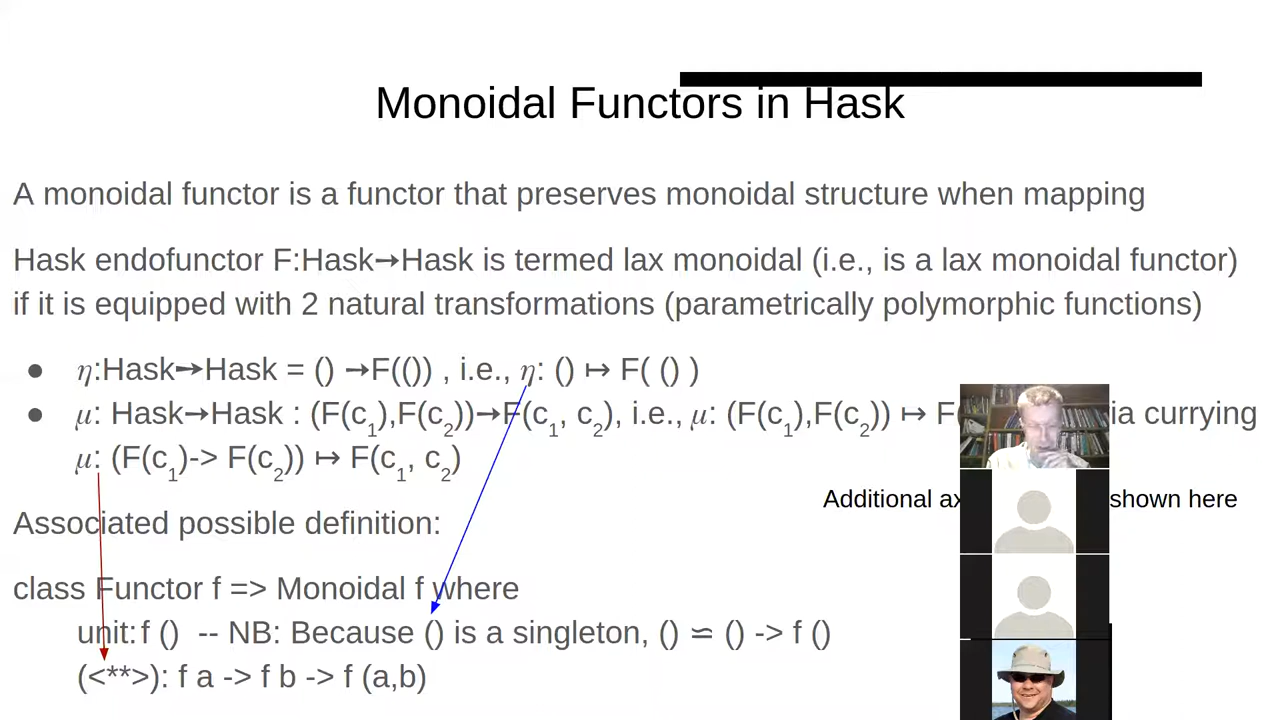 Monoidal Functors in Hask
A monoidal functor is a functor that preserves monoidal structure when mapping
Hask endofunctor F:Hask→Hask is termed lax monoidal (i.e., is a lax monoidal functor)
if it is equipped with 2 natural transformations (parametrically polymorphic functions)
● η:Hask→Hask = () →F(()) , i.e., η: () ↦ F( () )
● μ: Hask→Hask : (F(c₁),F(c₂))→F(c₁, c₂), i.e., μ: (F(c₁),F(c₂)) ↦ F currying
μ: (F(c₁)-> F(c₂)) ↦ F(c₁, c₂)
Additional shown here
Associated possible definition:
class Functor f => Monoidal f where
unit: f () -- NB: Because () is a singleton, () ⋍ () -> f ()
(<**>): f a -> f b -> f (a,b)